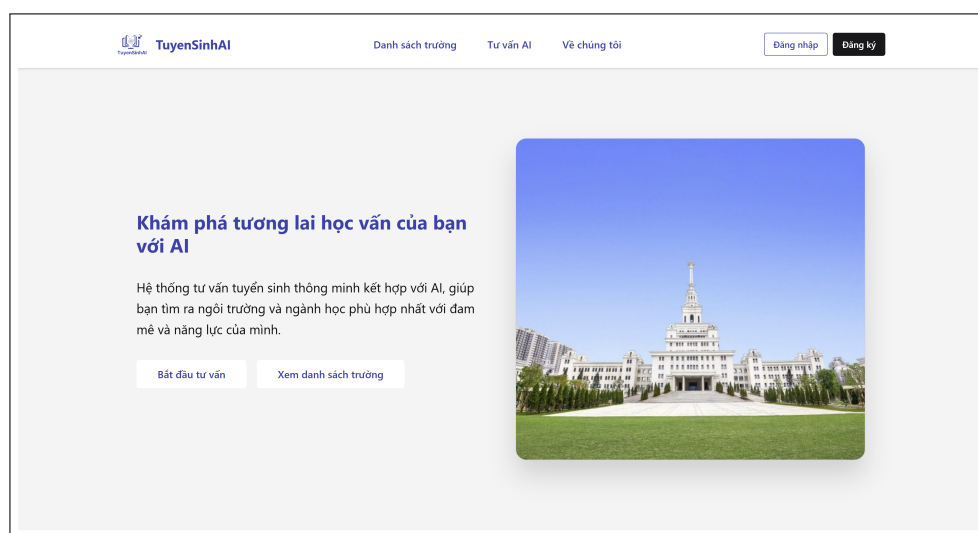 TuyenSinhAI
TuyenSinhAI
Danh sách trường
Tư vấn AI
Về chúng tôi
Đăng nhập
Đăng ký
Khám phá tương lai học vấn của bạn
với AI
Hệ thống tư vấn tuyển sinh thông minh kết hợp với AI, giúp
bạn tìm ra ngôi trường và ngành học phù hợp nhất với đam
mê và năng lực của mình.
Bắt đầu tư vấn
Xem danh sách trường